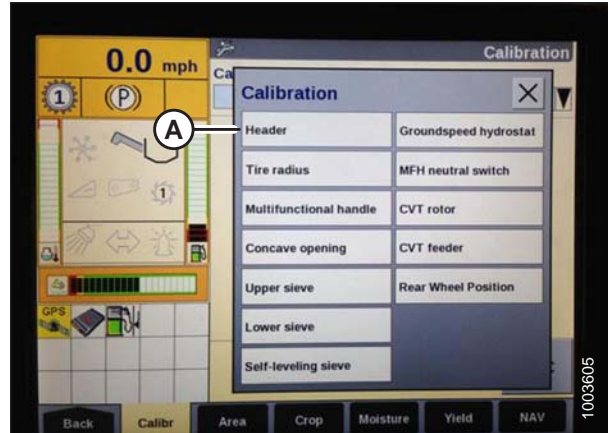 0.0 mph
Calibration
Ca
1
(P)
Calibration
X
A
Header
Groundspeed hydrostat
Tire radius
MFH neutral switch
Multifunctional handle
CVT rotor
1
Concave opening
CVT feeder
Upper sieve
Rear Wheel Position
Lower sieve
Self-leveling sieve
GPS
Back
Calibr
Area
Crop
Moisture
Yield
NAV
1003605